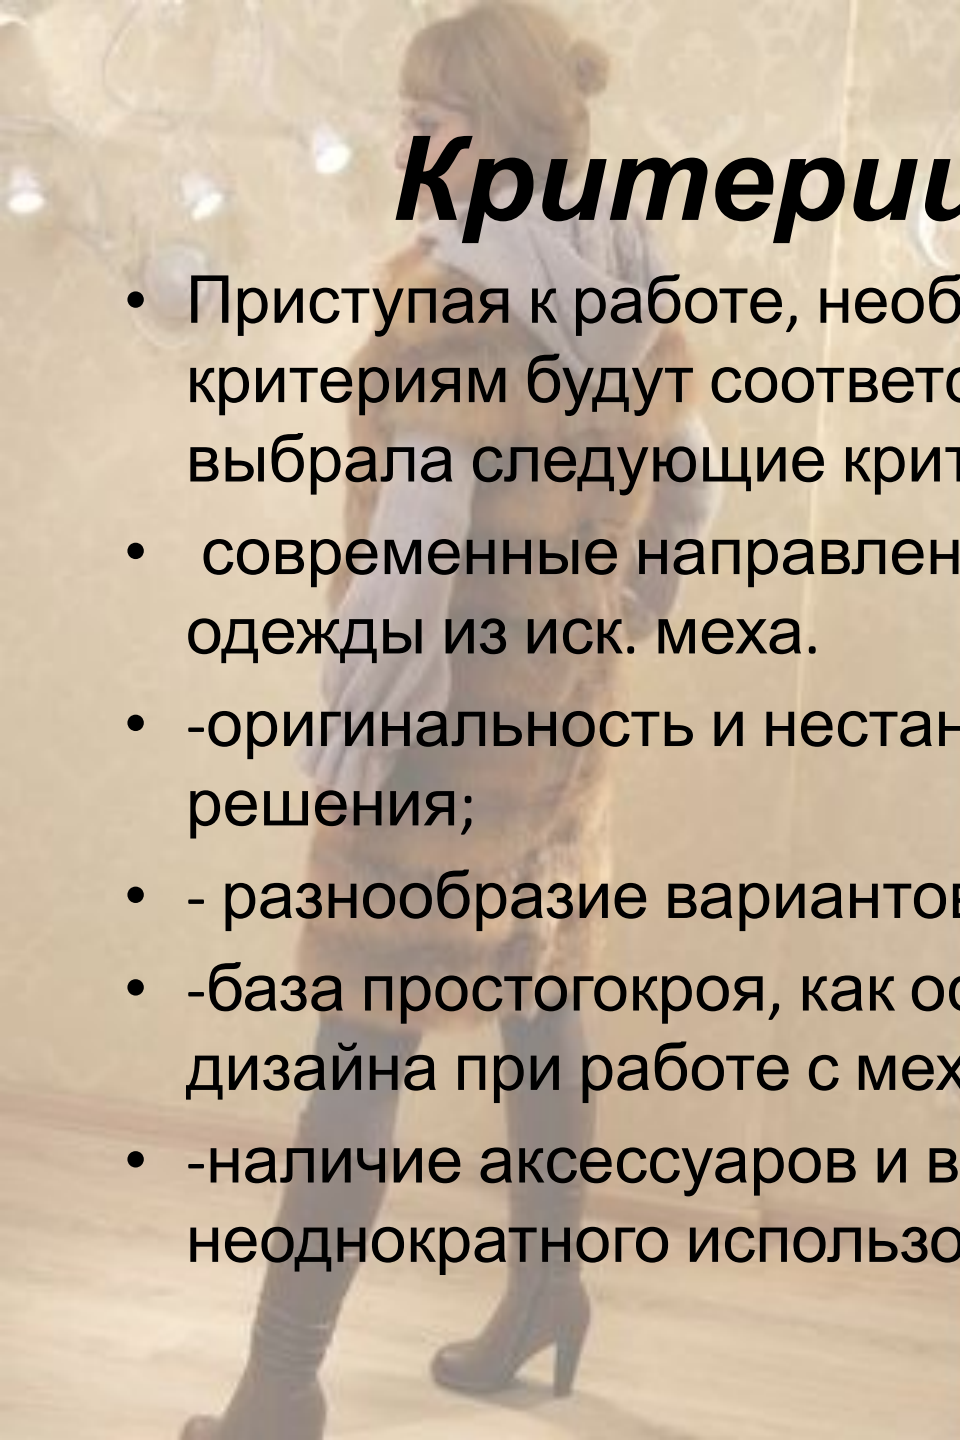 Критерии
• Приступая к работе, необ
критериям будут соответс
выбрала следующие крит
• современные направлен
одежды из иск. меха.
• -оригинальность и нестан
решения;
• - разнообразие вариантов
• -база простогокроя, как ос
дизайна при работе с мех
• -наличие аксессуаров и в
неоднократного использо